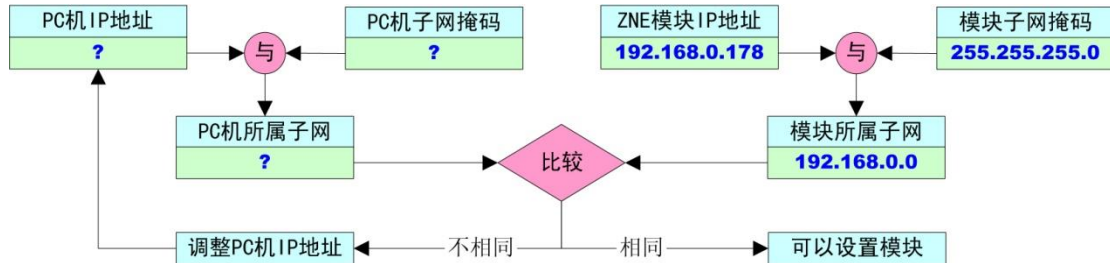 PC机IP地址
?
与
PC机子网掩码
?
ZNE模块IP地址
192.168.0.178
与
模块子网掩码
255.255.255.0
PC机所属子网
?
比较
模块所属子网
192.168.0.0
调整PC机IP地址
不相同
相同
可以设置模块